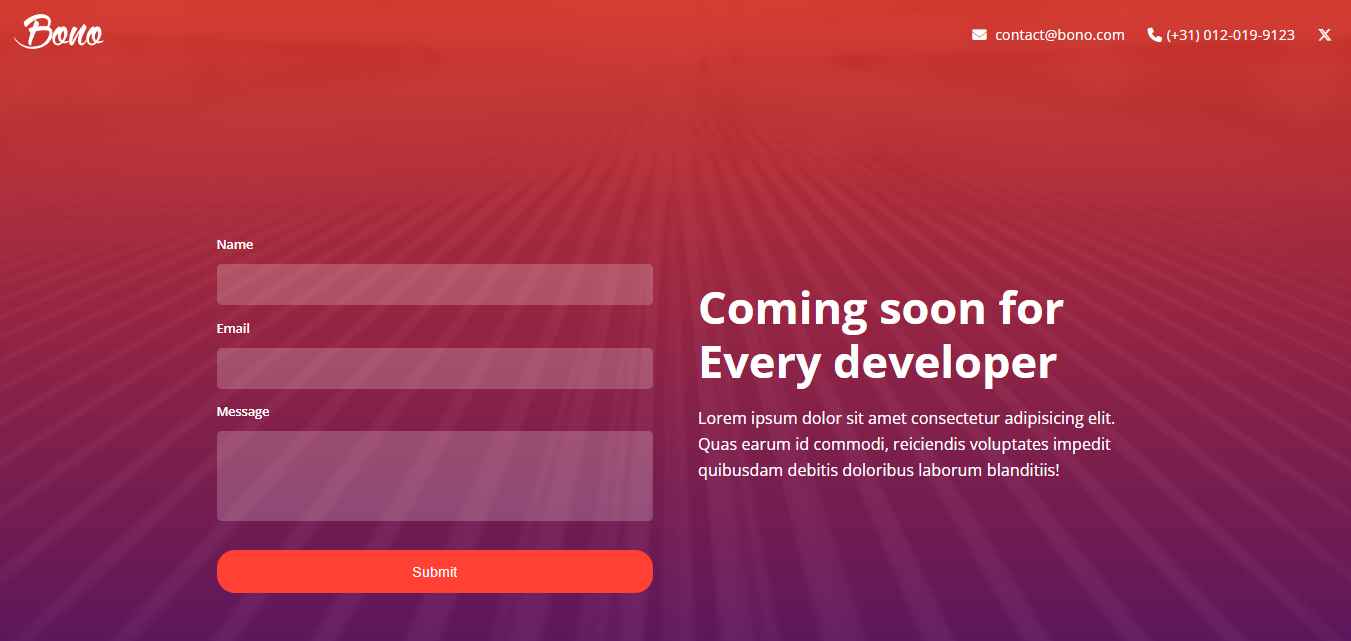 Bono
contact@bono.com
(+31) 012-019-9123
Name
Email
Message
Submit
Coming soon for
Every developer
Lorem ipsum dolor sit amet consectetur adipisicing elit.
Quas earum id commodi, reiciendis voluptates impedit
quibusdam debitis doloribus laborum blanditiis!